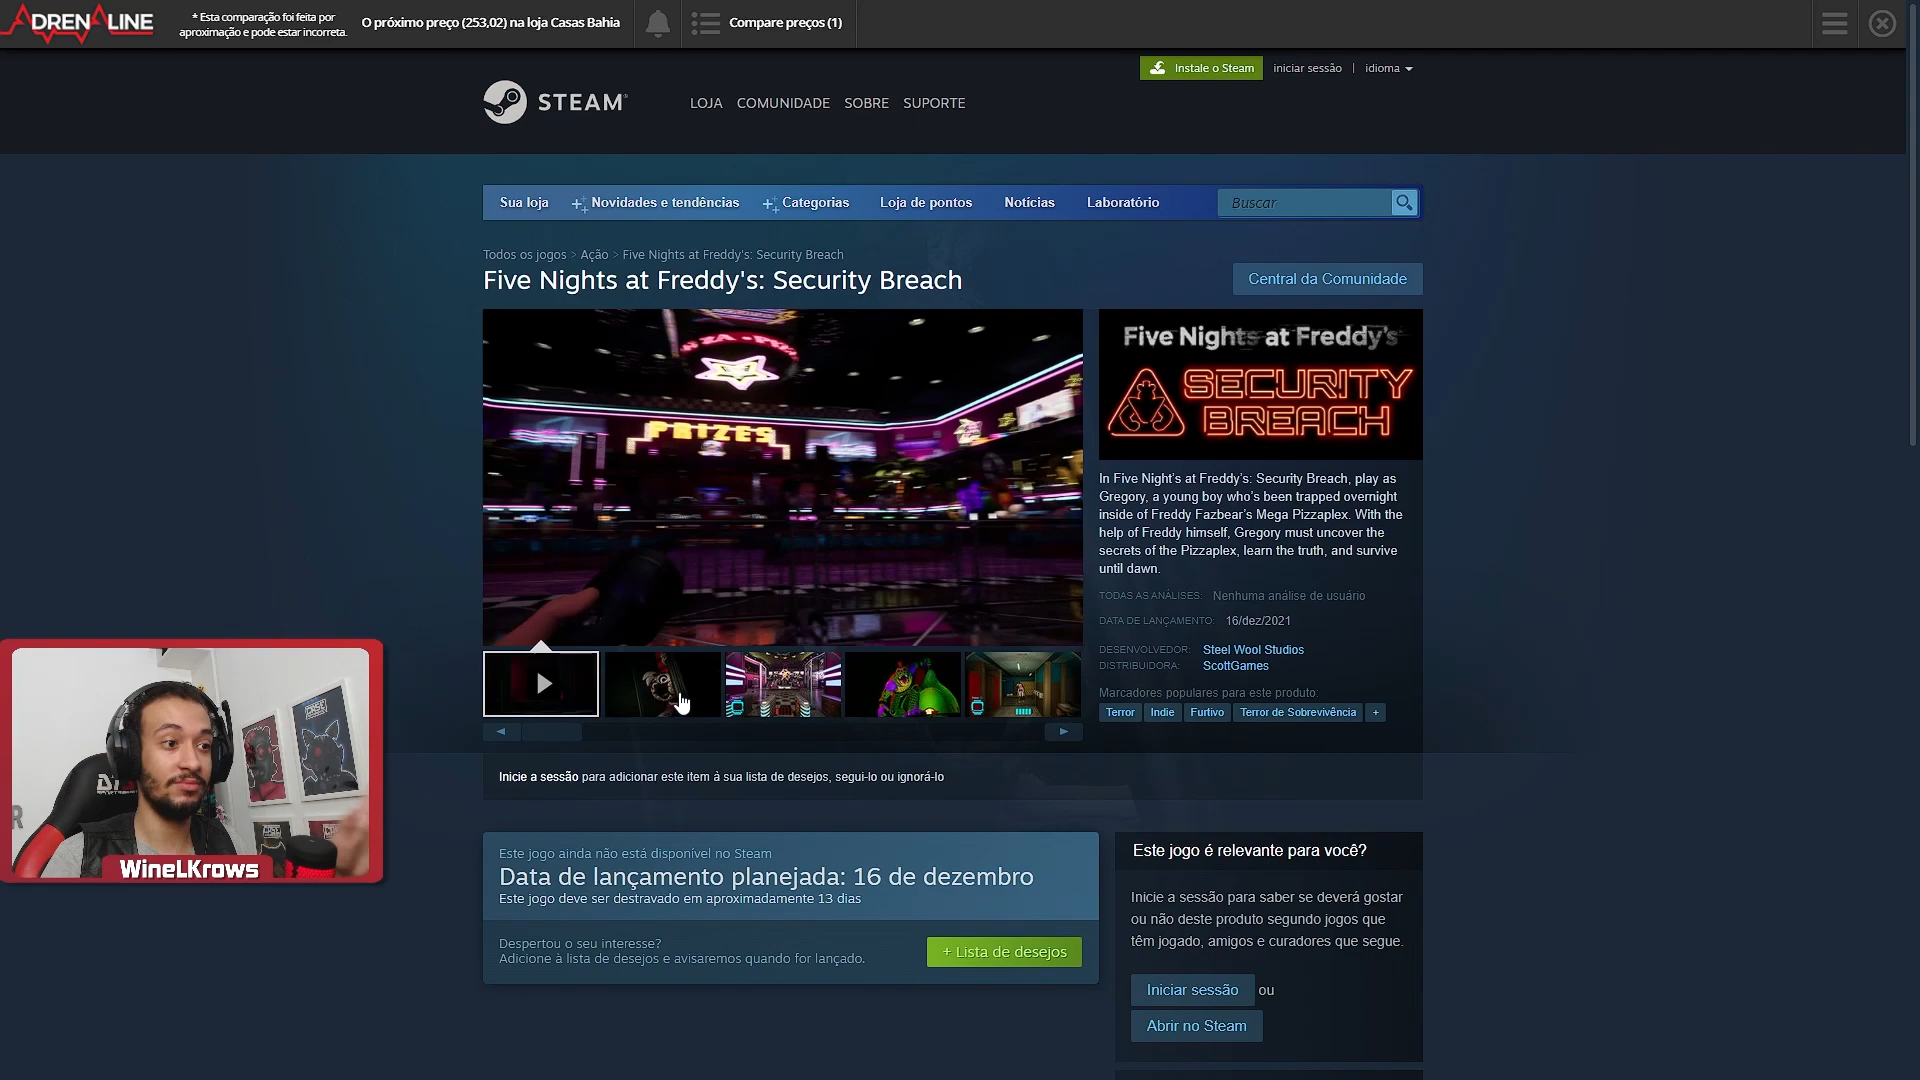 ADRENALINE
* Esta comparação foi feita por
aproximação e pode estar incorreta.
O próximo preço (253,02) na loja Casas Bahia
Compare preços (1)
Instale o Steam
iniciar sessão
|
idioma
STEAM
LOJA
COMUNIDADE
SOBRE
SUPORTE
Sua loja
Novidades e tendências
Categorias
Loja de pontos
Notícias
Laboratório
Buscar
Todos os jogos > Ação > Five Nights at Freddy's: Security Breach
Five Nights at Freddy's: Security Breach
Central da Comunidade
PRIZES
Five Nights at Freddy's
SECURITY
BREACH
In Five Night's at Freddy's: Security Breach, play as
Gregory, a young boy who's been trapped overnight
inside of Freddy Fazbear's Mega Pizzaplex. With the
help of Freddy himself, Gregory must uncover the
secrets of the Pizzaplex, learn the truth, and survive
until dawn.
TODAS AS ANÁLISES: Nenhuma análise de usuário
DATA DE LANÇAMENTO: 16/dez/2021
DESENVOLVEDOR: Steel Wool Studios
DISTRIBUIDORA: ScottGames
Marcadores populares para este produto:
Terror
Indie
Furtivo
Terror de Sobrevivência
+
Inicie a sessão para adicionar este item à sua lista de desejos, segui-lo ou ignorá-lo
WineLKrows
Este jogo ainda não está disponível no Steam
Data de lançamento planejada: 16 de dezembro
Este jogo deve ser destravado em aproximadamente 13 dias
Despertou o seu interesse?
Adicione à lista de desejos e avisaremos quando for lançado.
+ Lista de desejos
Este jogo é relevante para você?
Inicie a sessão para saber se deverá gostar
ou não deste produto segundo jogos que
têm jogado, amigos e curadores que segue.
Iniciar sessão ou
Abrir no Steam